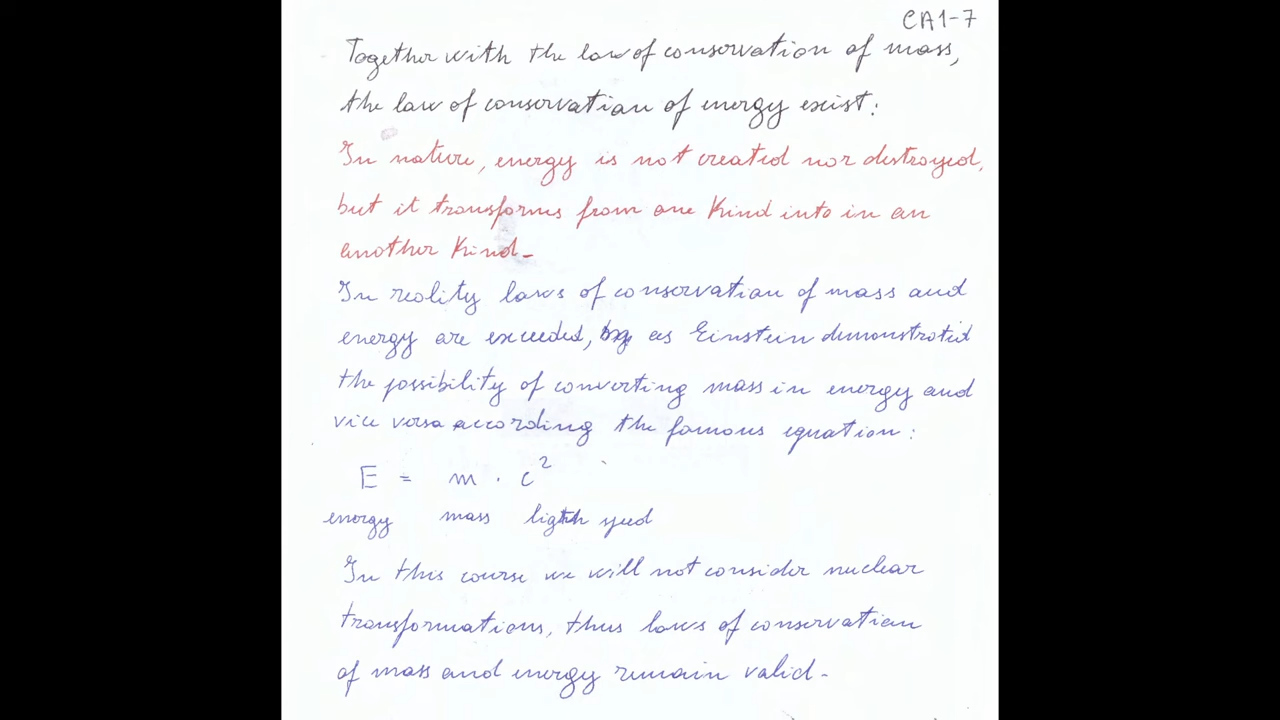 CA1-7
Together with the law of conservation of mass,
the law of conservation of energy exist:
In nature, energy is not created nor destroyed,
but it transforms from one kind into in an
another kind.
In reality laws of conservation of mass and
energy are exceeded, as Einstein demonstrated
the possibility of converting mass in energy and
vice versa according the famous equation:
E = m · c²
energy mass ligth speed
In this course we will not consider nuclear
transformations, thus laws of conservation
of mass and energy remain valid.